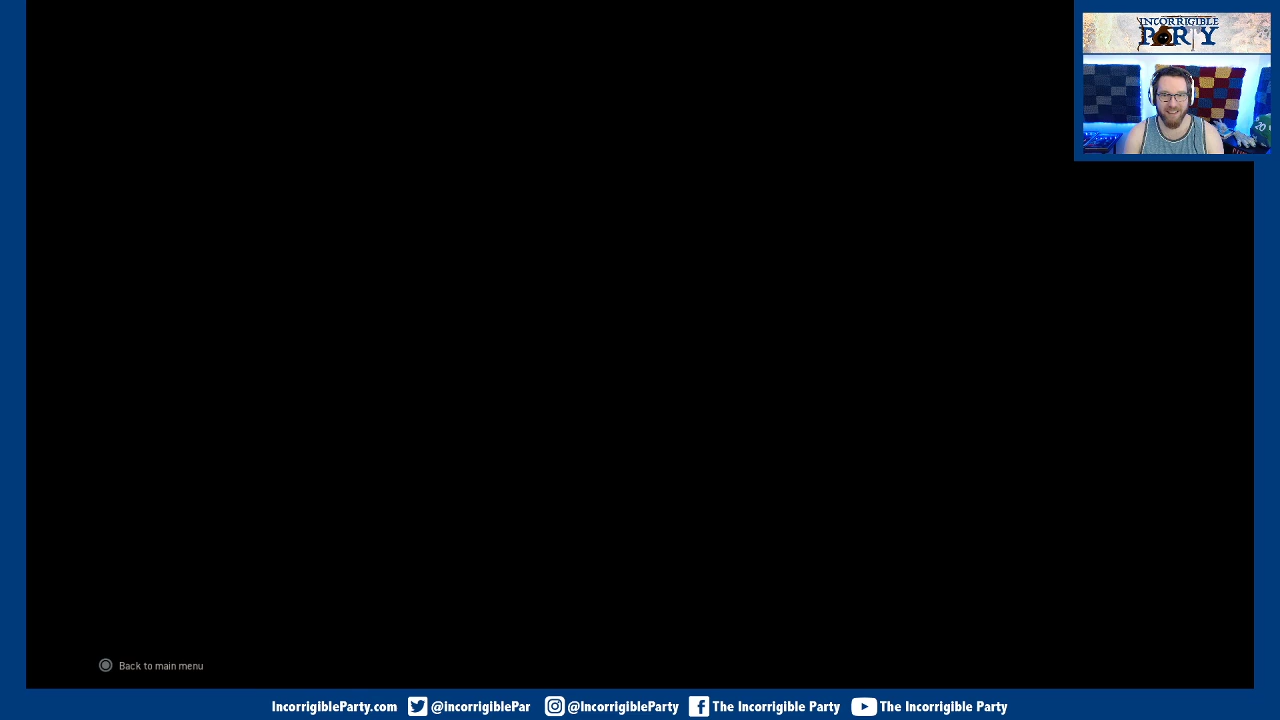 INCORRIGIBLE
PARTY
Back to main menu
IncorrigibleParty.com @IncorrigiblePar @IncorrigibleParty The Incorrigible Party The Incorrigible Party